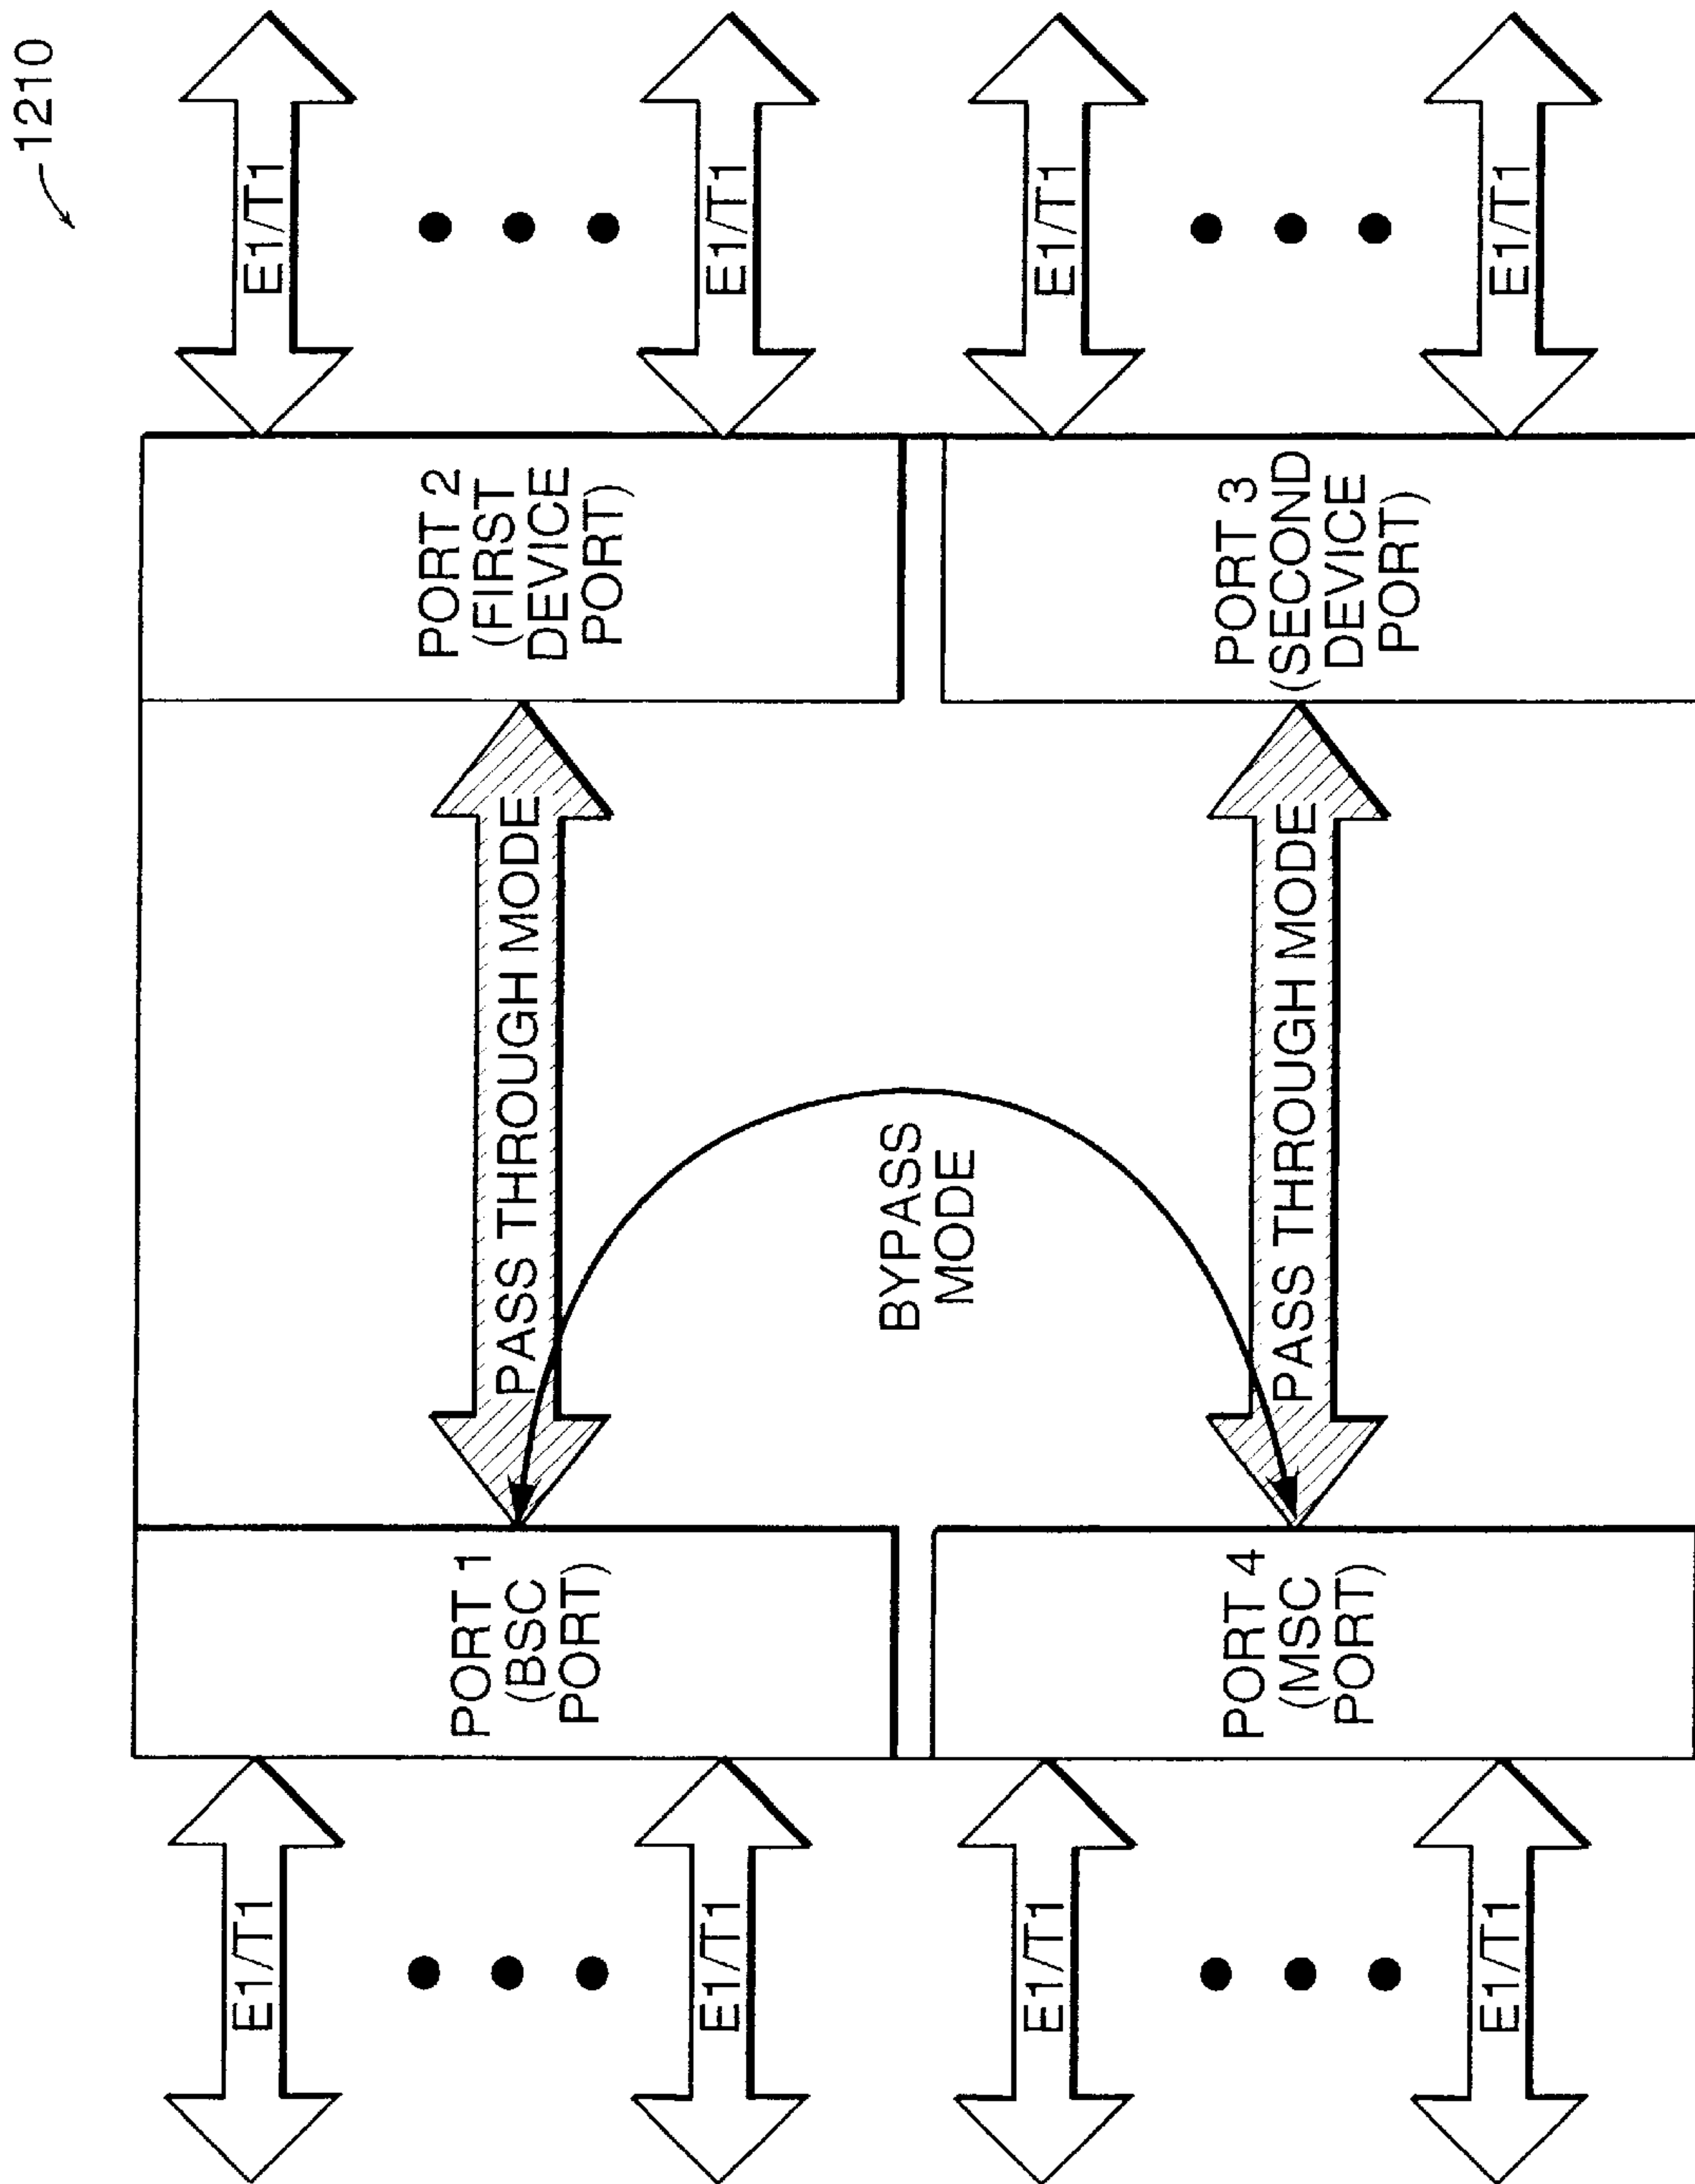 1210
E1/T1
E1/T1
E1/T1
E1/T1
PORT 1
(BSC
PORT)
PASS THROUGH MODE
PORT 2
(FIRST
DEVICE
PORT)
BYPASS
MODE
PORT 4
(MSC
PORT)
PASS THROUGH MODE
PORT 3
(SECOND
DEVICE
PORT)
E1/T1
E1/T1
E1/T1
E1/T1